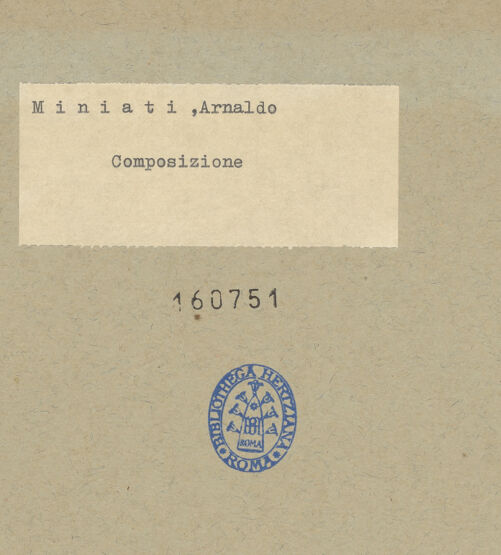 M i n i a t i ,Arnaldo
Composizione
160751
BIBLIOTHECA HERTZIANA
ROMA
ROMA